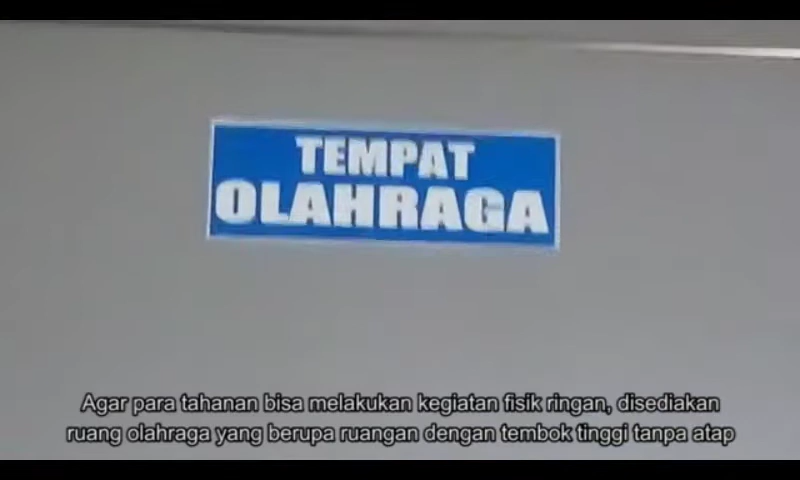 TEMPAT
OLAHRAGA
Agar para tahanan bisa melakukan kegiatan fisik ringan, disediakan
ruang olahraga yang berupa ruangan dengan tembok tinggi tanpa atap